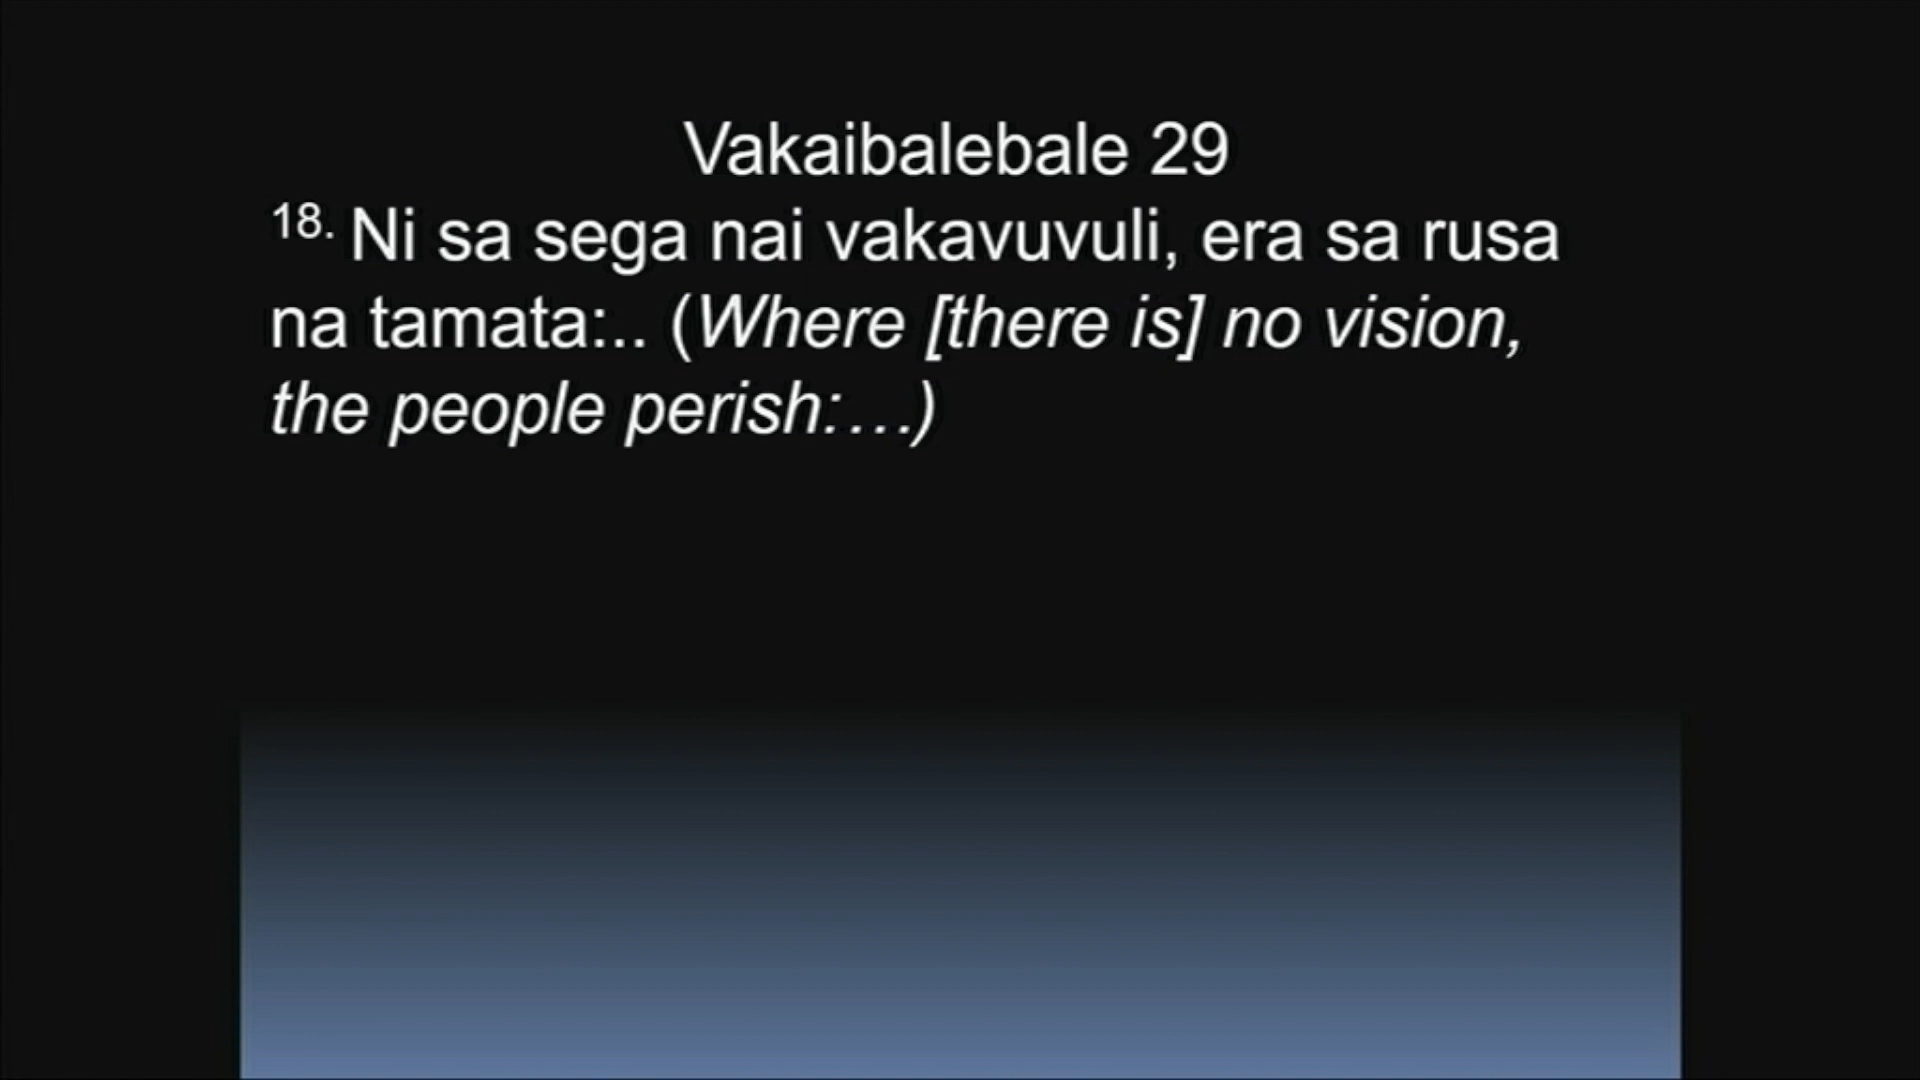 Vakaibalebale 29
18. Ni sa sega nai vakavuvuli, era sa rusa
na tamata:.. (Where [there is] no vision,
the people perish:…)